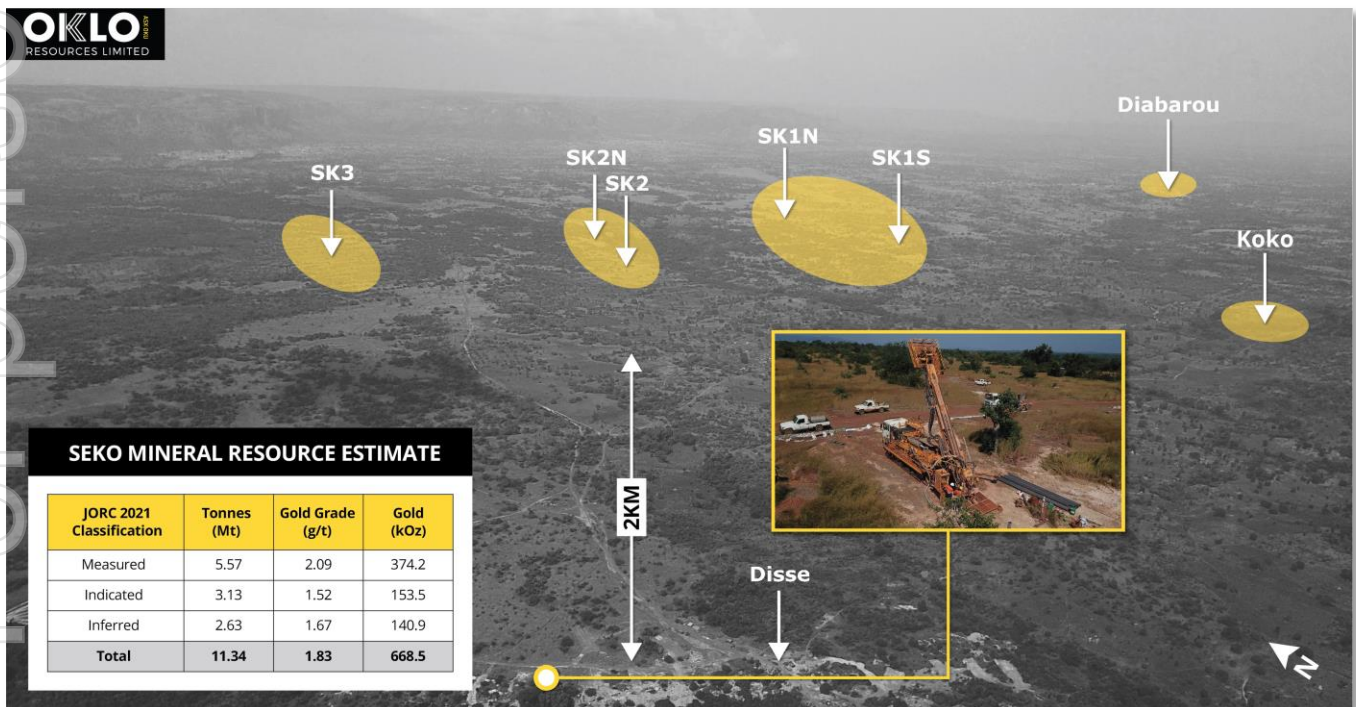 OKLO
RESOURCES LIMITED
ASX:OKU
Diabarou
SK1N
SK2N
SK1S
SK3
SK2
Koko
2KM
Disse
N
SEKO MINERAL RESOURCE ESTIMATE
JORC 2021 Classification Tonnes (Mt) Gold Grade (g/t) Gold (kOz)
Measured 5.57 2.09 374.2
Indicated 3.13 1.52 153.5
Inferred 2.63 1.67 140.9
Total 11.34 1.83 668.5